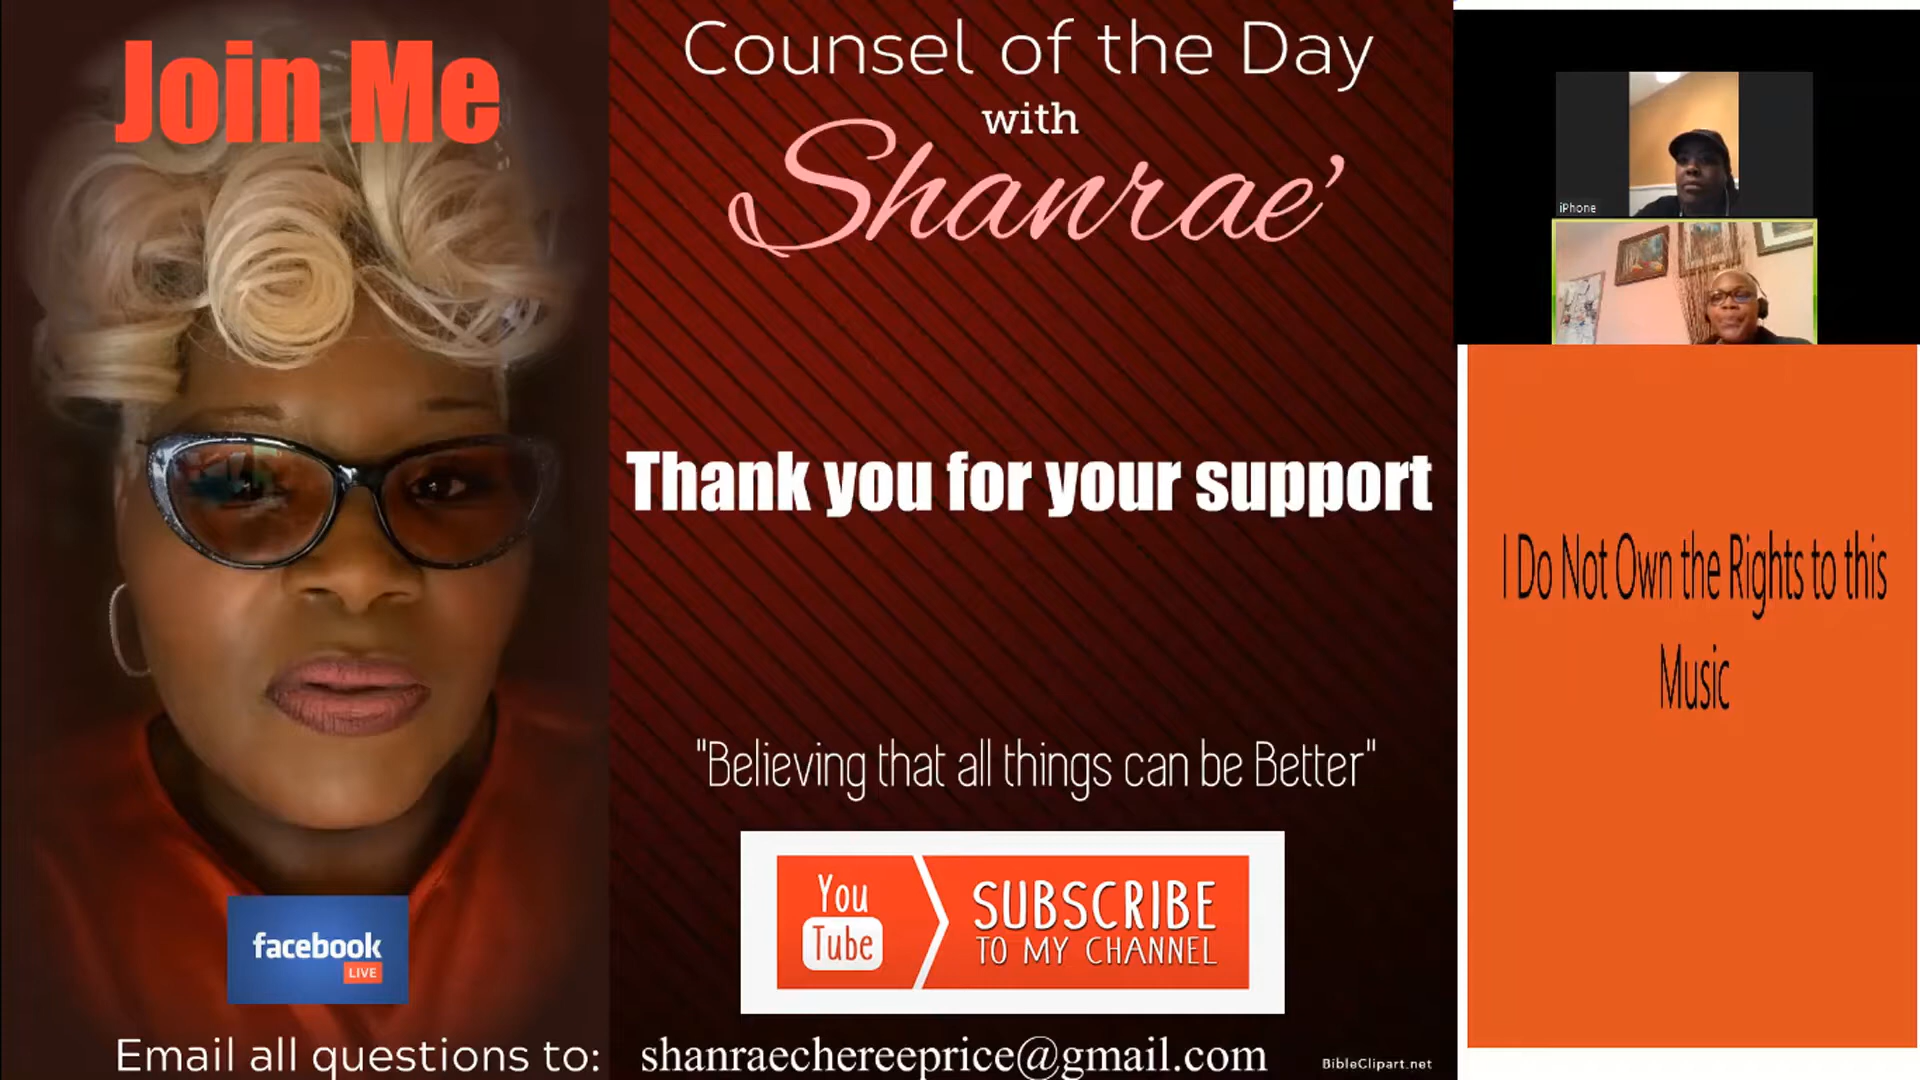 Join Me
Counsel of the Day
with
Shanrae'
iPhone
Thank you for your support
I Do Not Own the Rights to this
Music
"Believing that all things can be Better"
You
Tube
SUBSCRIBE
TO MY CHANNEL
facebook
LIVE
Email all questions to: shanraechereeprice@gmail.com
BibleClipart.net